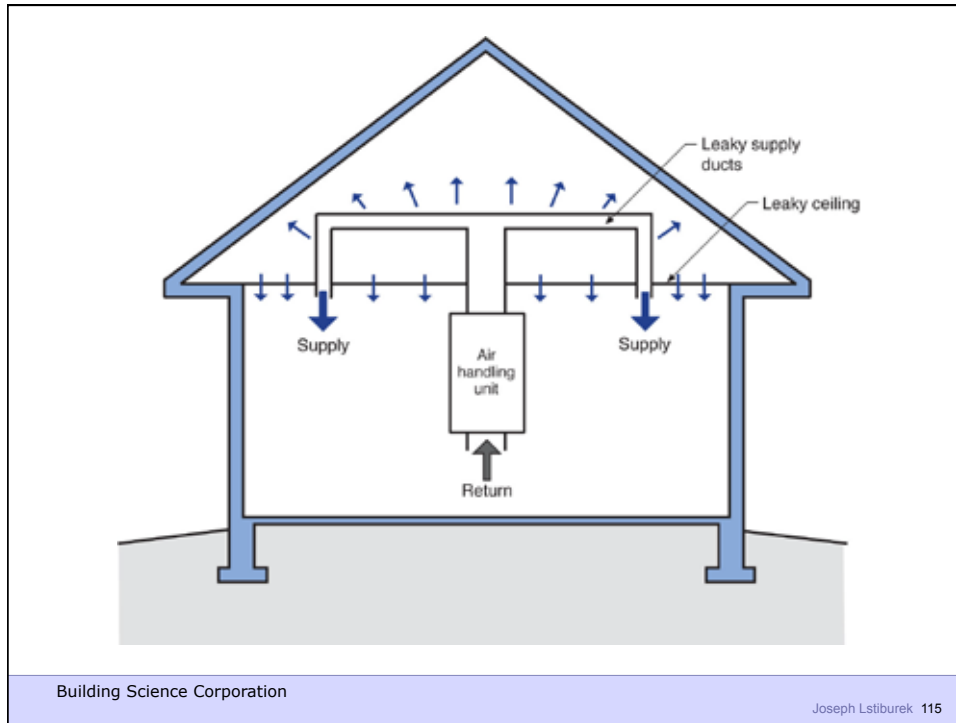 Leaky supply
ducts
Leaky ceiling
Supply
Supply
Air
handling
unit
Return
Building Science Corporation
Joseph Lstiburek 115